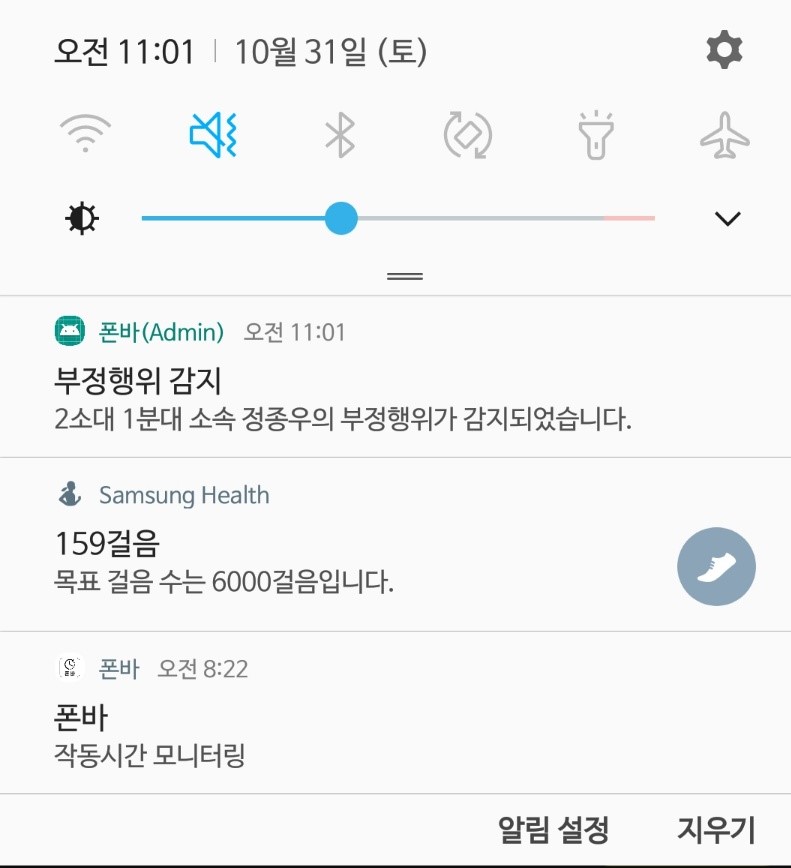 오전 11:01 | 10월 31일 (토)
폰바(Admin) 오전 11:01
부정행위 감지
2소대 1분대 소속 정종우의 부정행위가 감지되었습니다.
Samsung Health
159걸음
목표 걸음 수는 6000걸음입니다.
폰바 오전 8:22
폰바
작동시간 모니터링
알림 설정 지우기